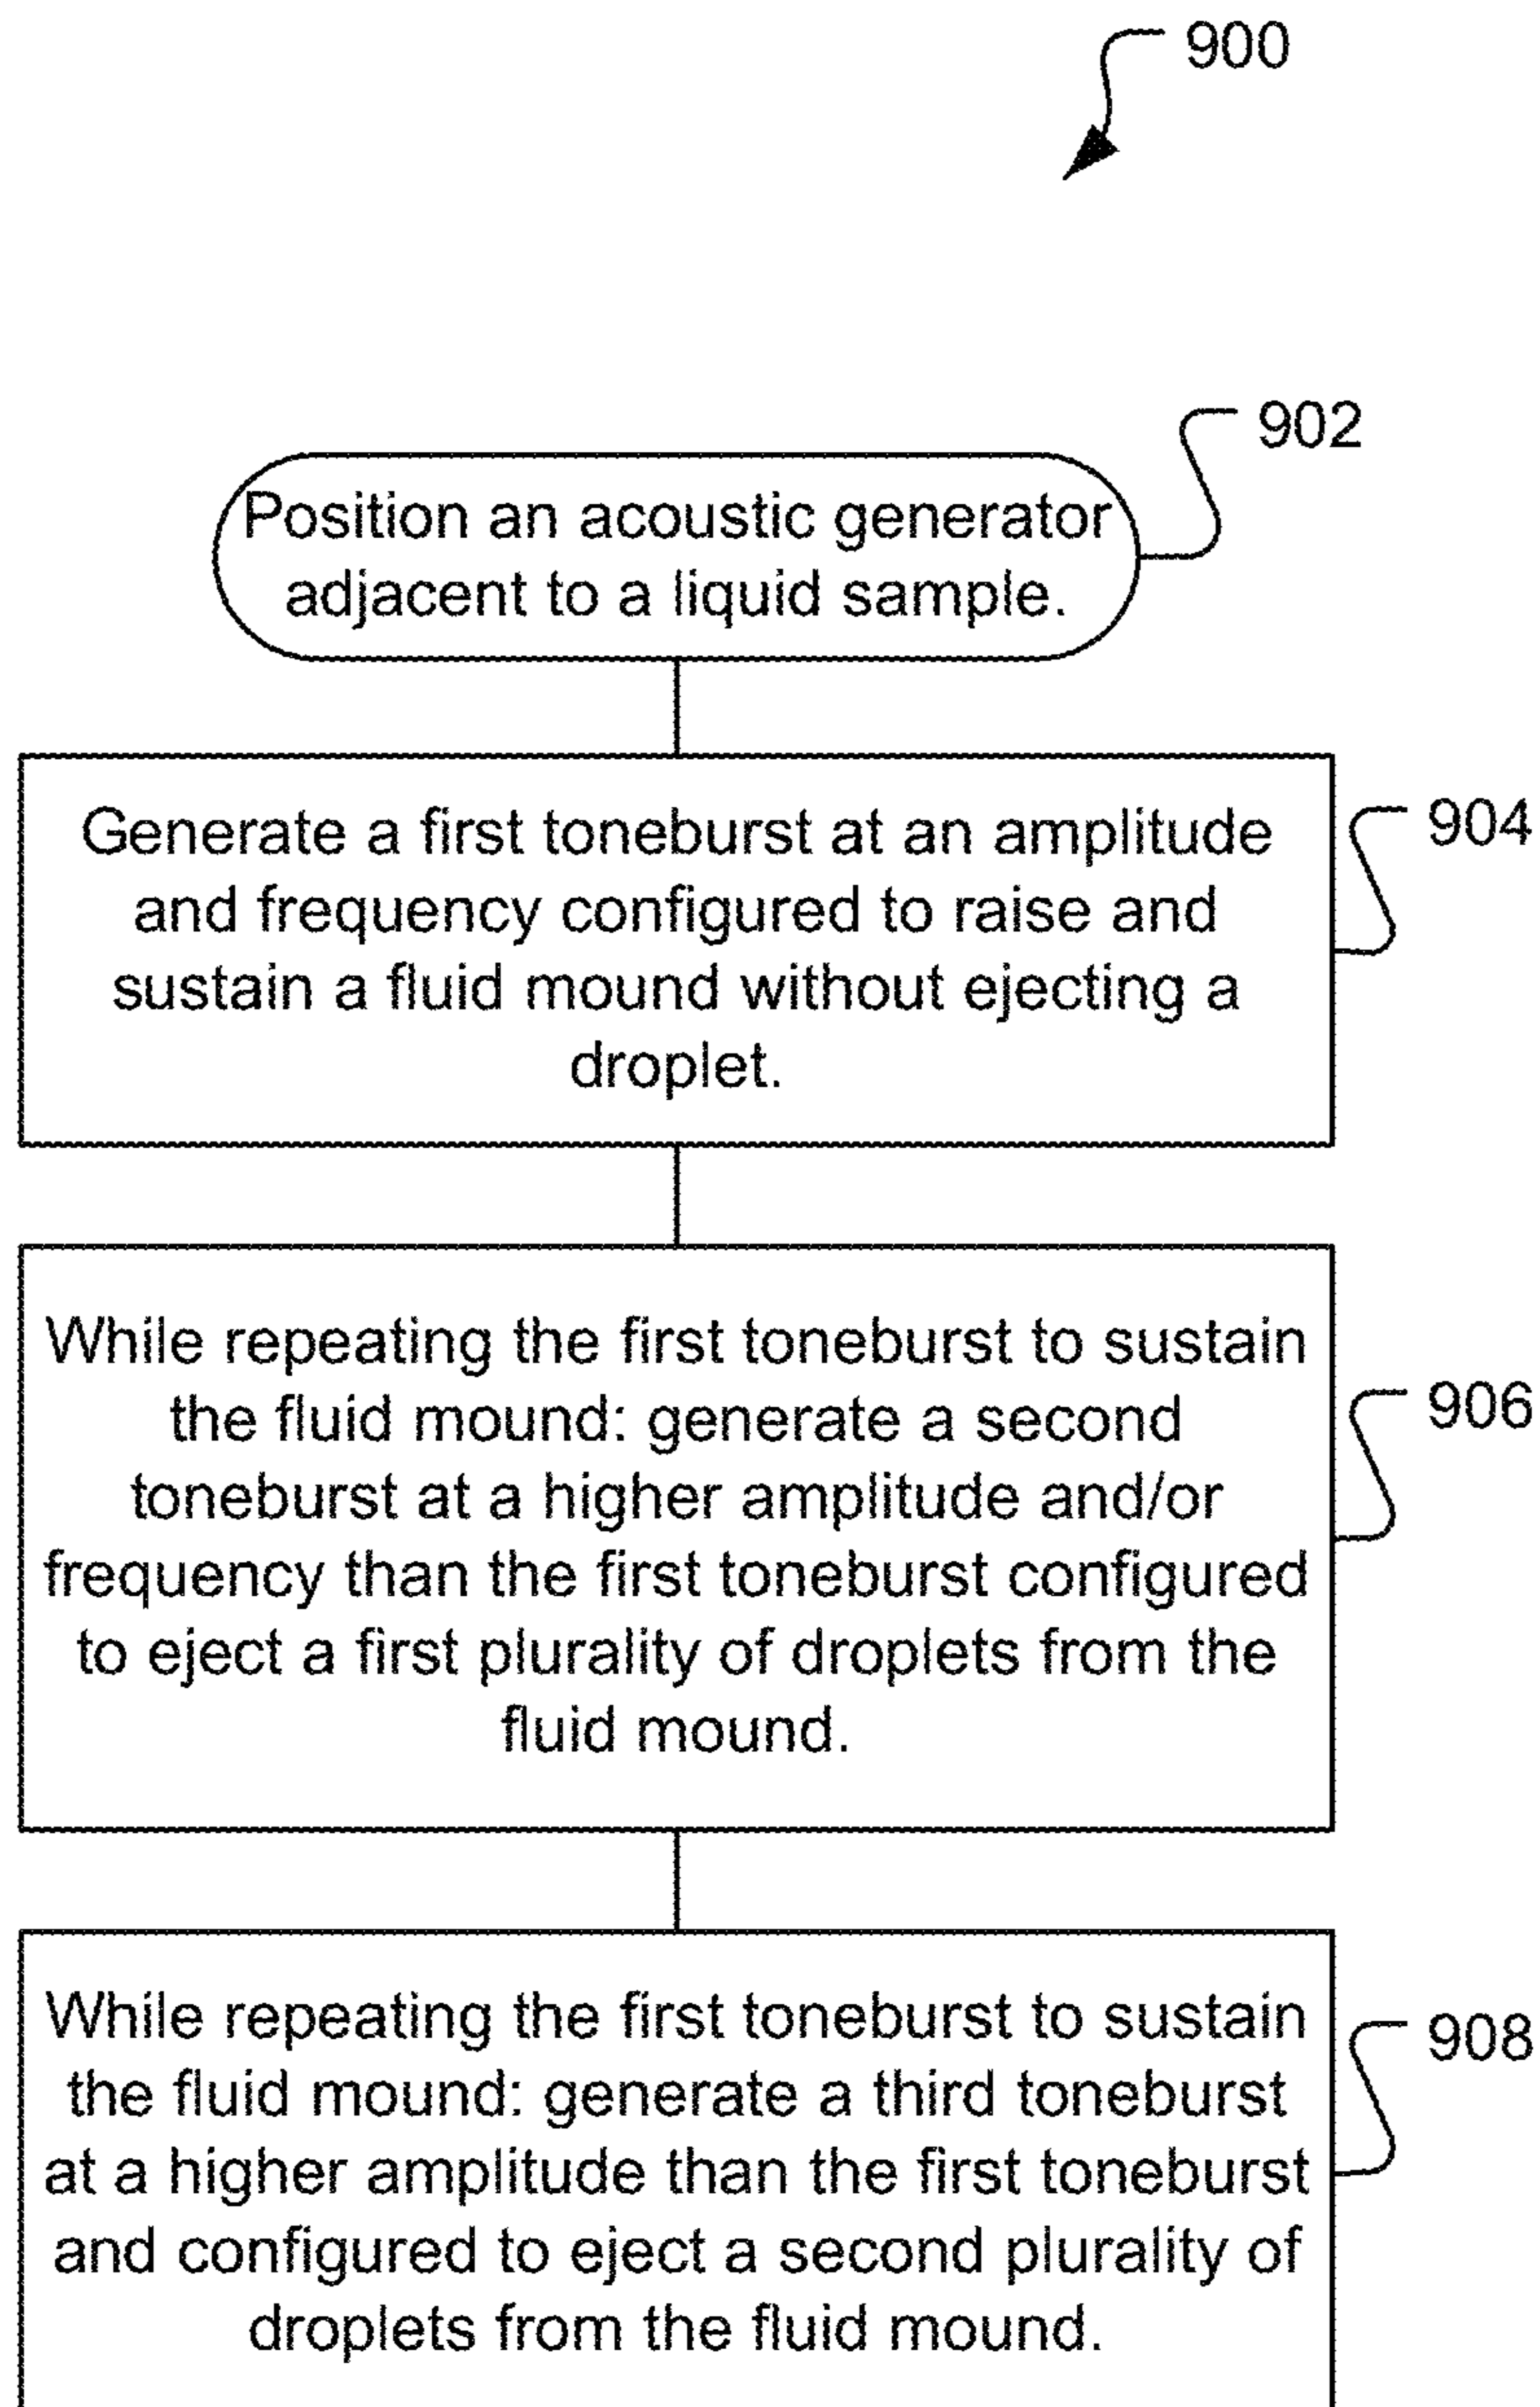 900
902
Position an acoustic generator
adjacent to a liquid sample.
904
Generate a first toneburst at an amplitude
and frequency configured to raise and
sustain a fluid mound without ejecting a
droplet.
906
While repeating the first toneburst to sustain
the fluid mound: generate a second
toneburst at a higher amplitude and/or
frequency than the first toneburst configured
to eject a first plurality of droplets from the
fluid mound.
908
While repeating the first toneburst to sustain
the fluid mound: generate a third toneburst
at a higher amplitude than the first toneburst
and configured to eject a second plurality of
droplets from the fluid mound.